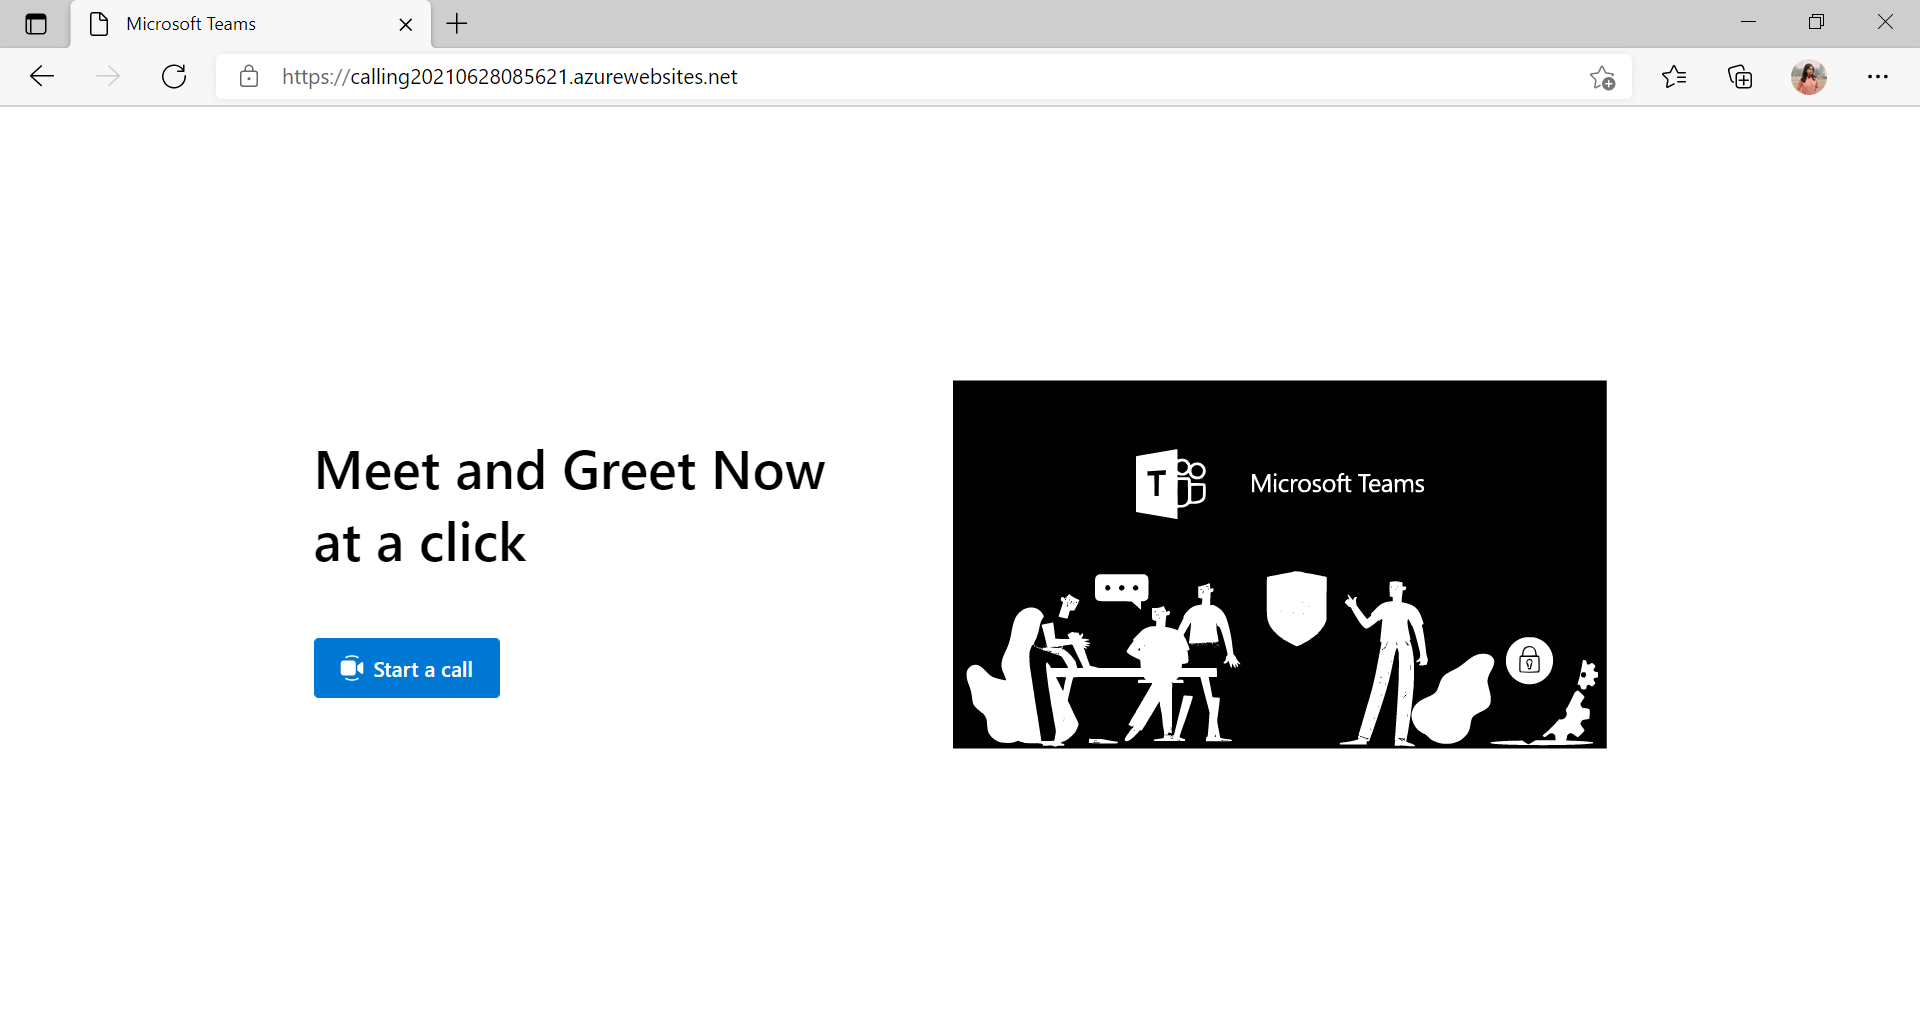 Microsoft Teams
https://calling20210628085621.azurewebsites.net
Meet and Greet Now
at a click
Start a call
T
Microsoft Teams